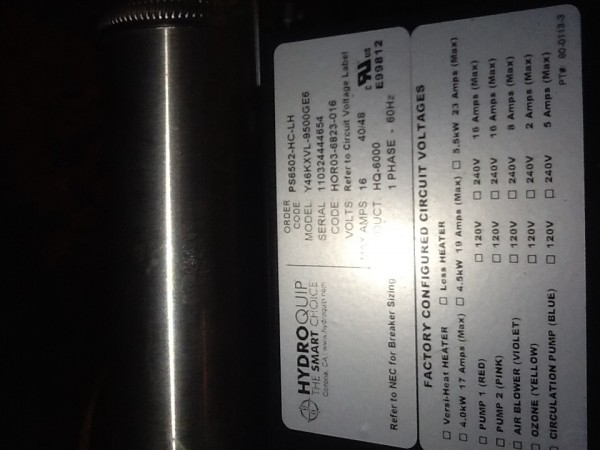 HYDROQUIP
THE SMART CHOICE
Corona, CA | www.hydroquip.com
ORDER CODE PS6502-HC-LH
MODEL Y46KXVL-9500GE6
SERIAL 110324444654
CODE: HOR03-6823-016
VOLTS: Refer to Circuit Voltage Label
AMPS 16 40/48
HQ-6000
1 PHASE - 60Hz
Refer to NEC for Breaker Sizing
c UL us
E99812
FACTORY CONFIGURED CIRCUIT VOLTAGES
□ Versi-Heat HEATER □ Less HEATER
□ 4.0kW 17 Amps (Max) □ 4.5kW 19 Amps (Max) □ 5.5kW 23 Amps (Max)
□ PUMP 1 (RED) □ 120V □ 240V 16 Amps (Max)
□ PUMP 2 (PINK) □ 120V □ 240V 16 Amps (Max)
□ AIR BLOWER (VIOLET) □ 120V □ 240V 8 Amps (Max)
□ OZONE (YELLOW) □ 120V □ 240V 2 Amps (Max)
□ CIRCULATION PUMP (BLUE) □ 120V □ 240V 5 Amps (Max)
PT#: 80-0113-3